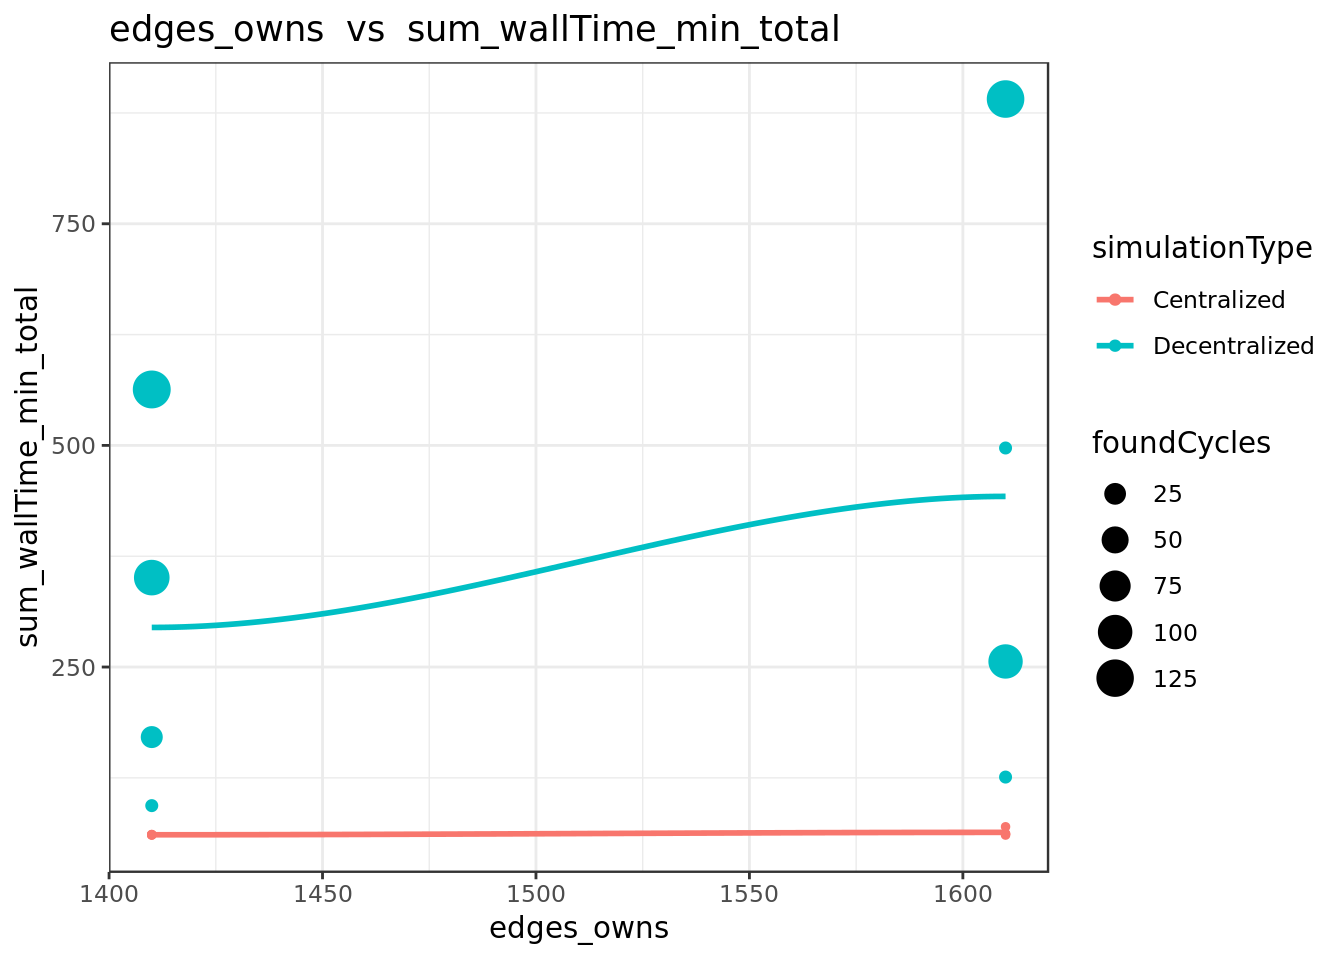 edges_owns vs sum_wallTime_min_total
sum_wallTime_min_total
750
500
250
1400 1450 1500 1550 1600
edges_owns
simulationType
Centralized
Decentralized
foundCycles
25
50
75
100
125